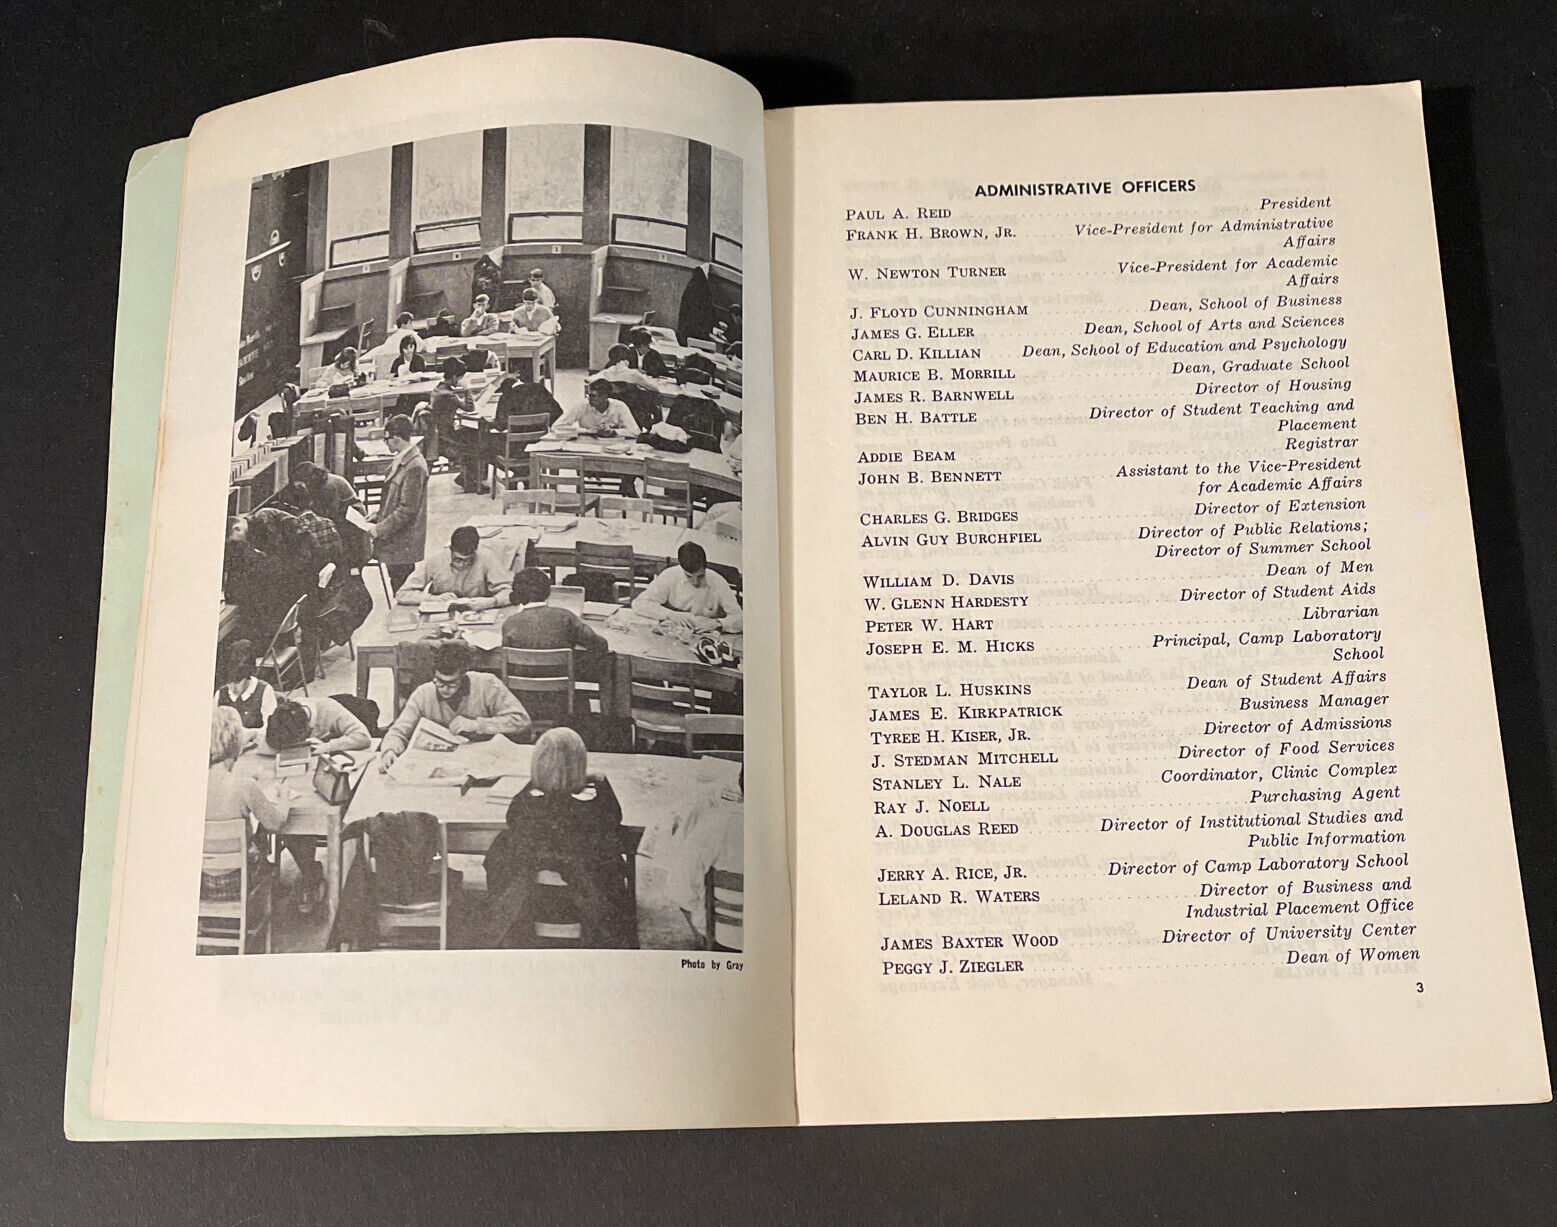 Photo by Gray
ADMINISTRATIVE OFFICERS
PAUL A. REID President
FRANK H. BROWN, JR. Vice-President for Administrative
Affairs
W. NEWTON TURNER Vice-President for Academic
Affairs
J. FLOYD CUNNINGHAM Dean, School of Business
JAMES G. ELLER Dean, School of Arts and Sciences
CARL D. KILLIAN Dean, School of Education and Psychology
MAURICE B. MORRILL Dean, Graduate School
JAMES R. BARNWELL Director of Housing
BEN H. BATTLE Director of Student Teaching and
Placement
ADDIE BEAM Registrar
JOHN B. BENNETT Assistant to the Vice-President
for Academic Affairs
CHARLES G. BRIDGES Director of Extension
ALVIN GUY BURCHFIEL Director of Public Relations;
Director of Summer School
WILLIAM D. DAVIS Dean of Men
W. GLENN HARDESTY Director of Student Aids
PETER W. HART Librarian
JOSEPH E. M. HICKS Principal, Camp Laboratory
School
TAYLOR L. HUSKINS Dean of Student Affairs
JAMES E. KIRKPATRICK Business Manager
TYREE H. KISER, JR. Director of Admissions
J. STEDMAN MITCHELL Director of Food Services
STANLEY L. NALE Coordinator, Clinic Complex
RAY J. NOELL Purchasing Agent
A. DOUGLAS REED Director of Institutional Studies and
Public Information
JERRY A. RICE, JR. Director of Camp Laboratory School
LELAND R. WATERS Director of Business and
Industrial Placement Office
JAMES BAXTER WOOD Director of University Center
PEGGY J. ZIEGLER Dean of Women
3